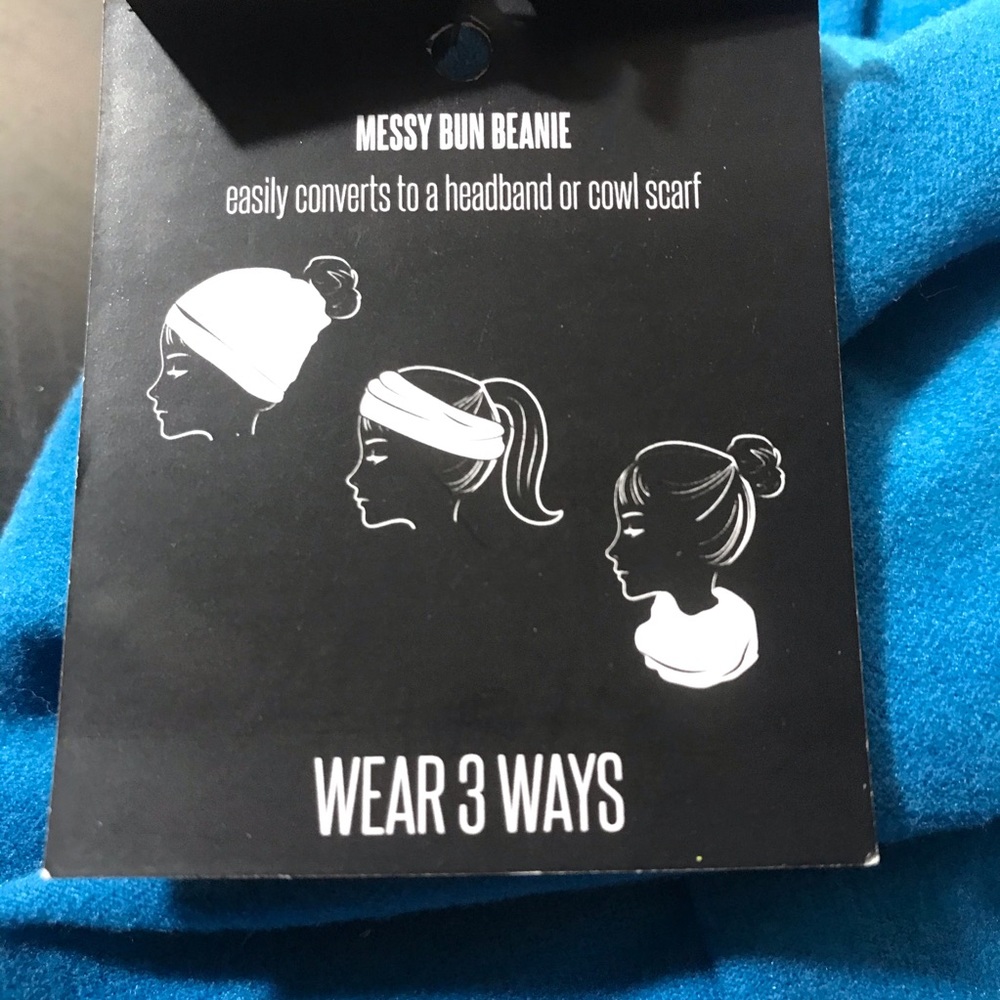 MESSY BUN BEANIE
easily converts to a headband or cowl scarf
WEAR 3 WAYS